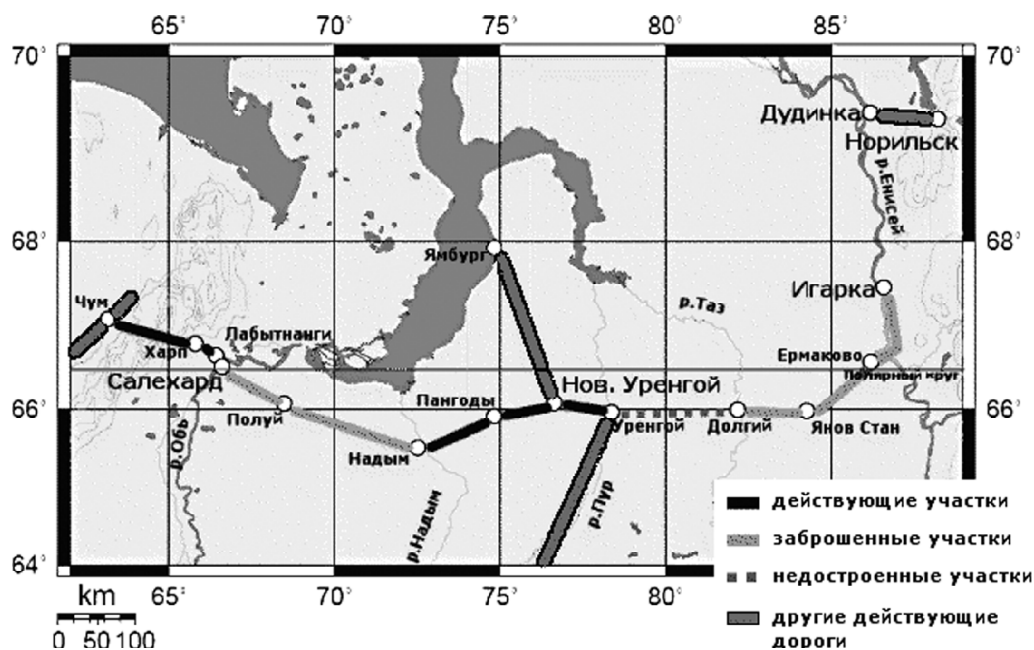 65° 70° 75° 80° 85°
70° 70°
Дудинка
Норильск
р.Енисей
68° 68°
Ямбург
Игарка
Чум
р.Таз
Лабытнанги
Харп
Ермаково
Салехард
Полярный круг
Нов. Уренгой
Пангоды
66° 66°
Полуй
Уренгой
Долгий
Янов Стан
Надым
р.Обь
р.Надым
р.Пур
64°
65° 70° 75° 80°
km
0 50 100
действующие участки
заброшенные участки
недостроенные участки
другие действующие
дороги